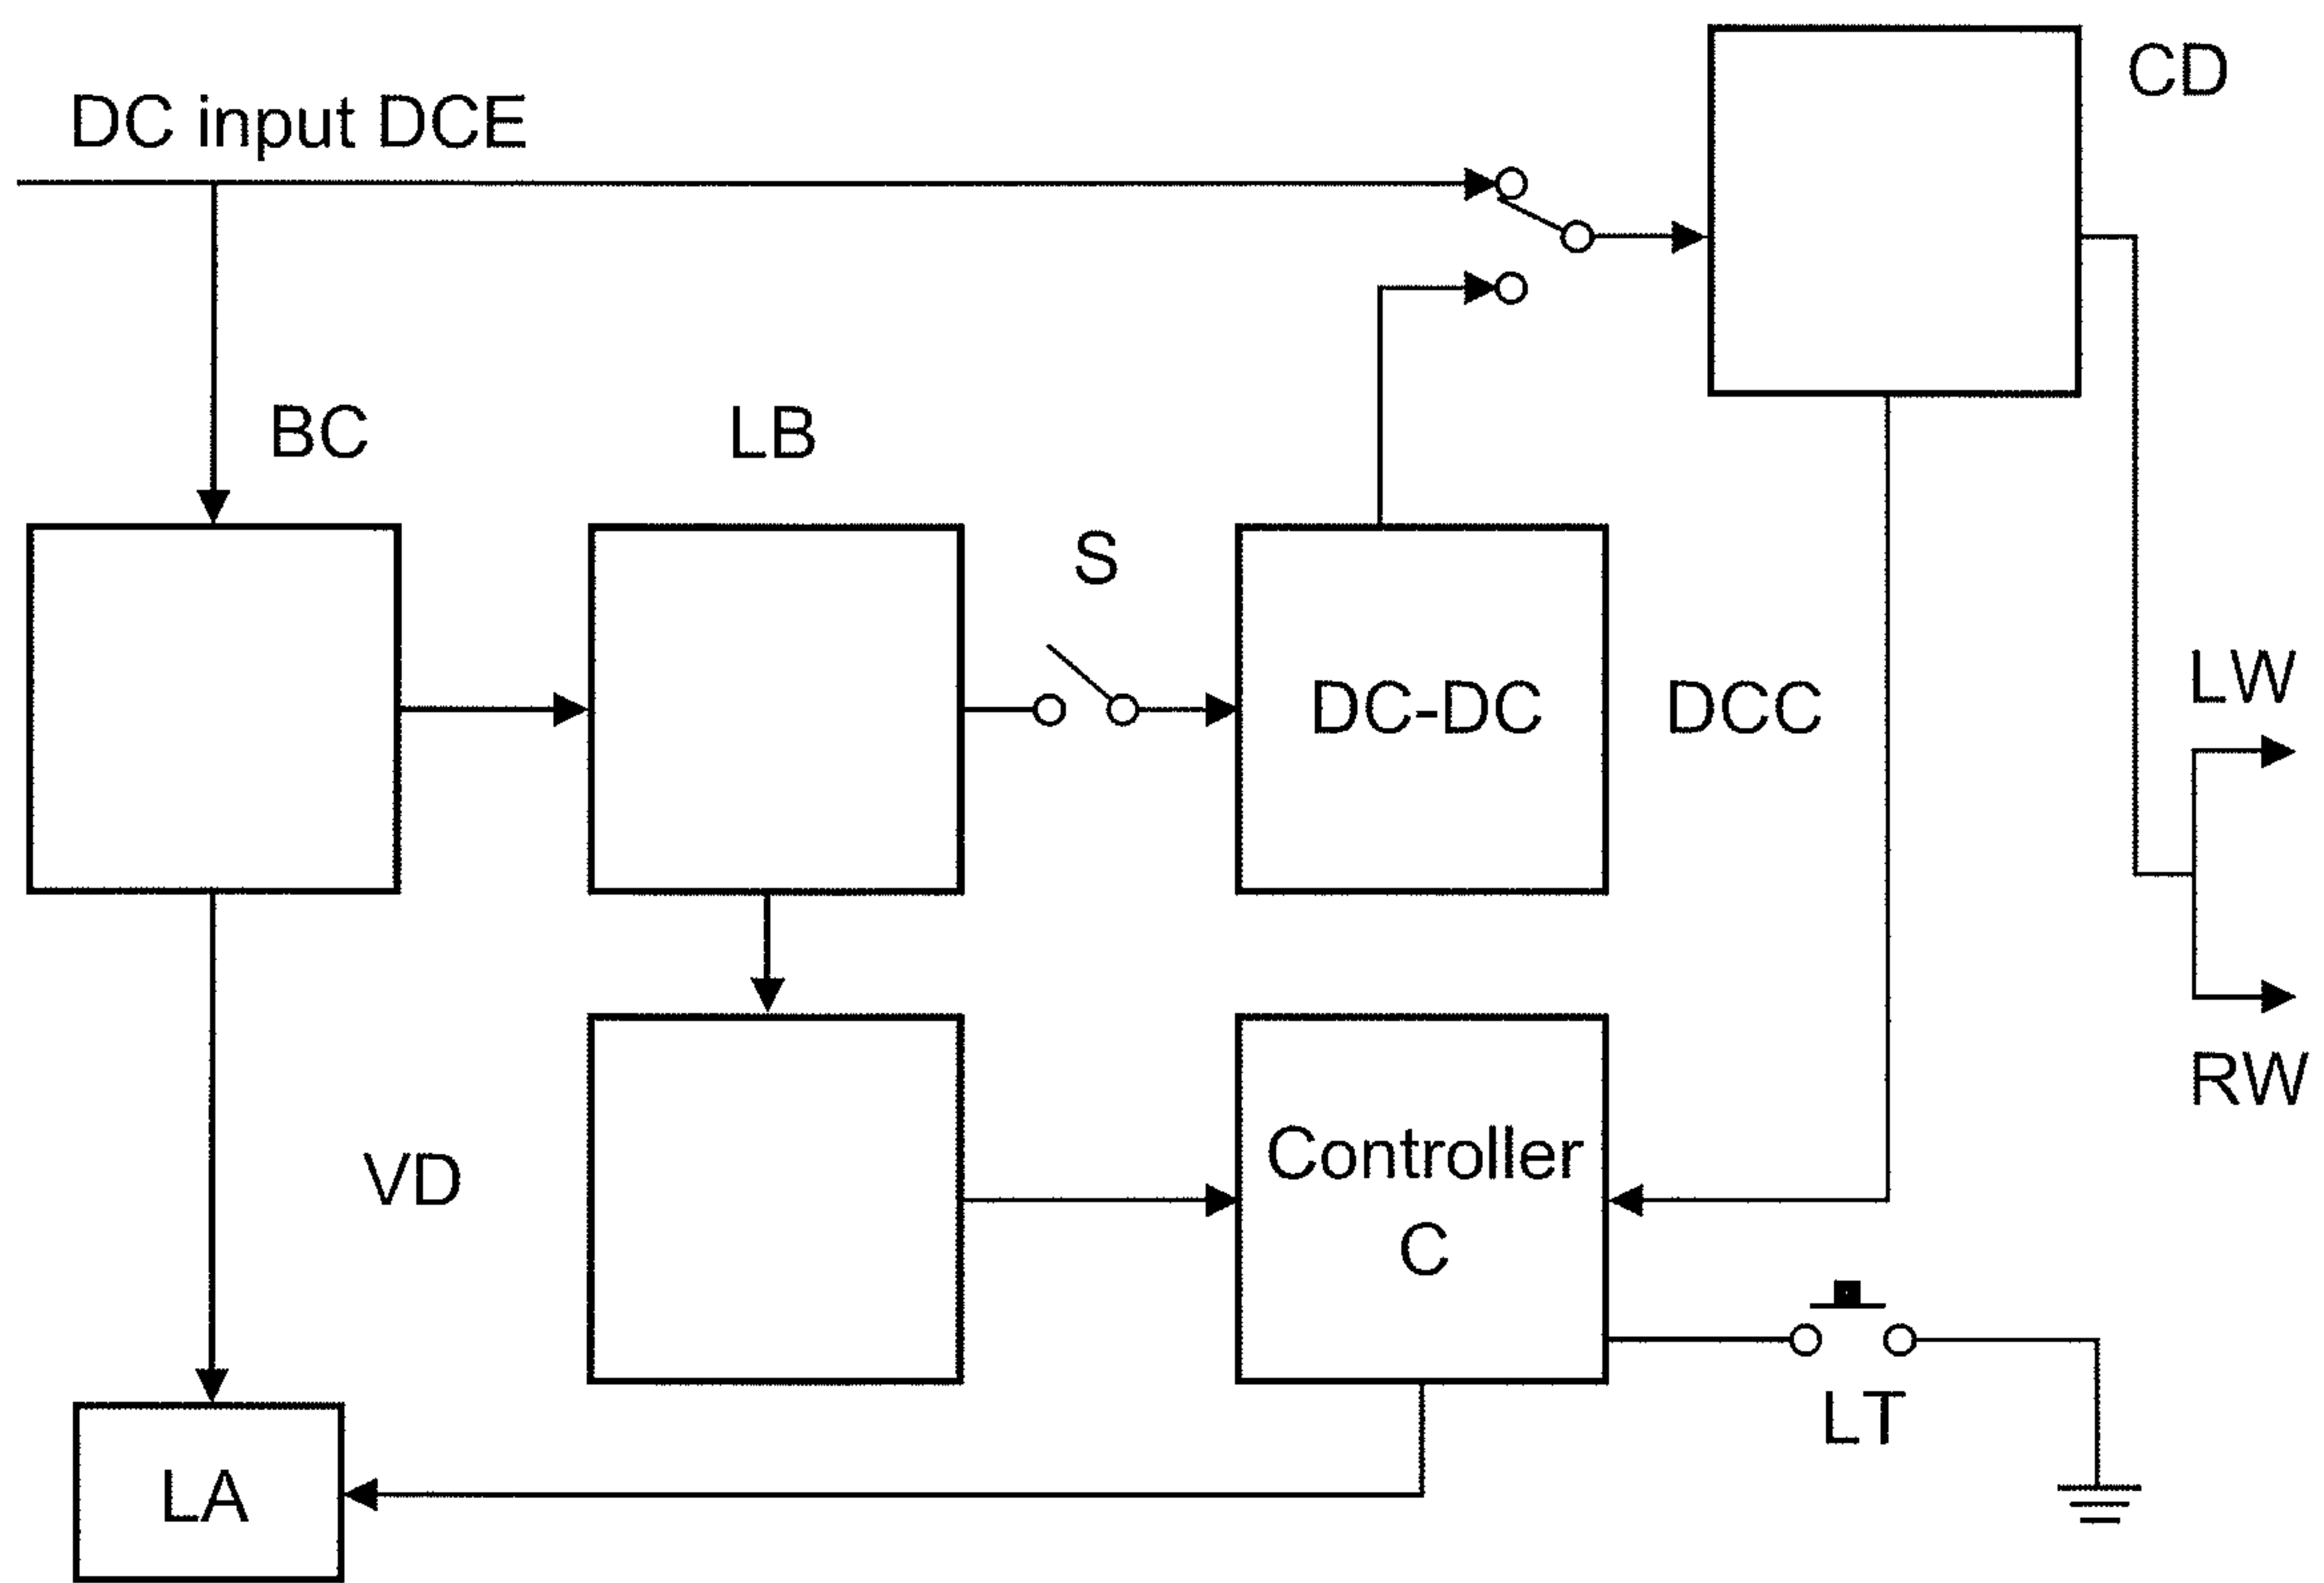 CD
DC input DCE
BC
LB
S
DC-DC
DCC
LW
RW
VD
Controller
C
LT
LA